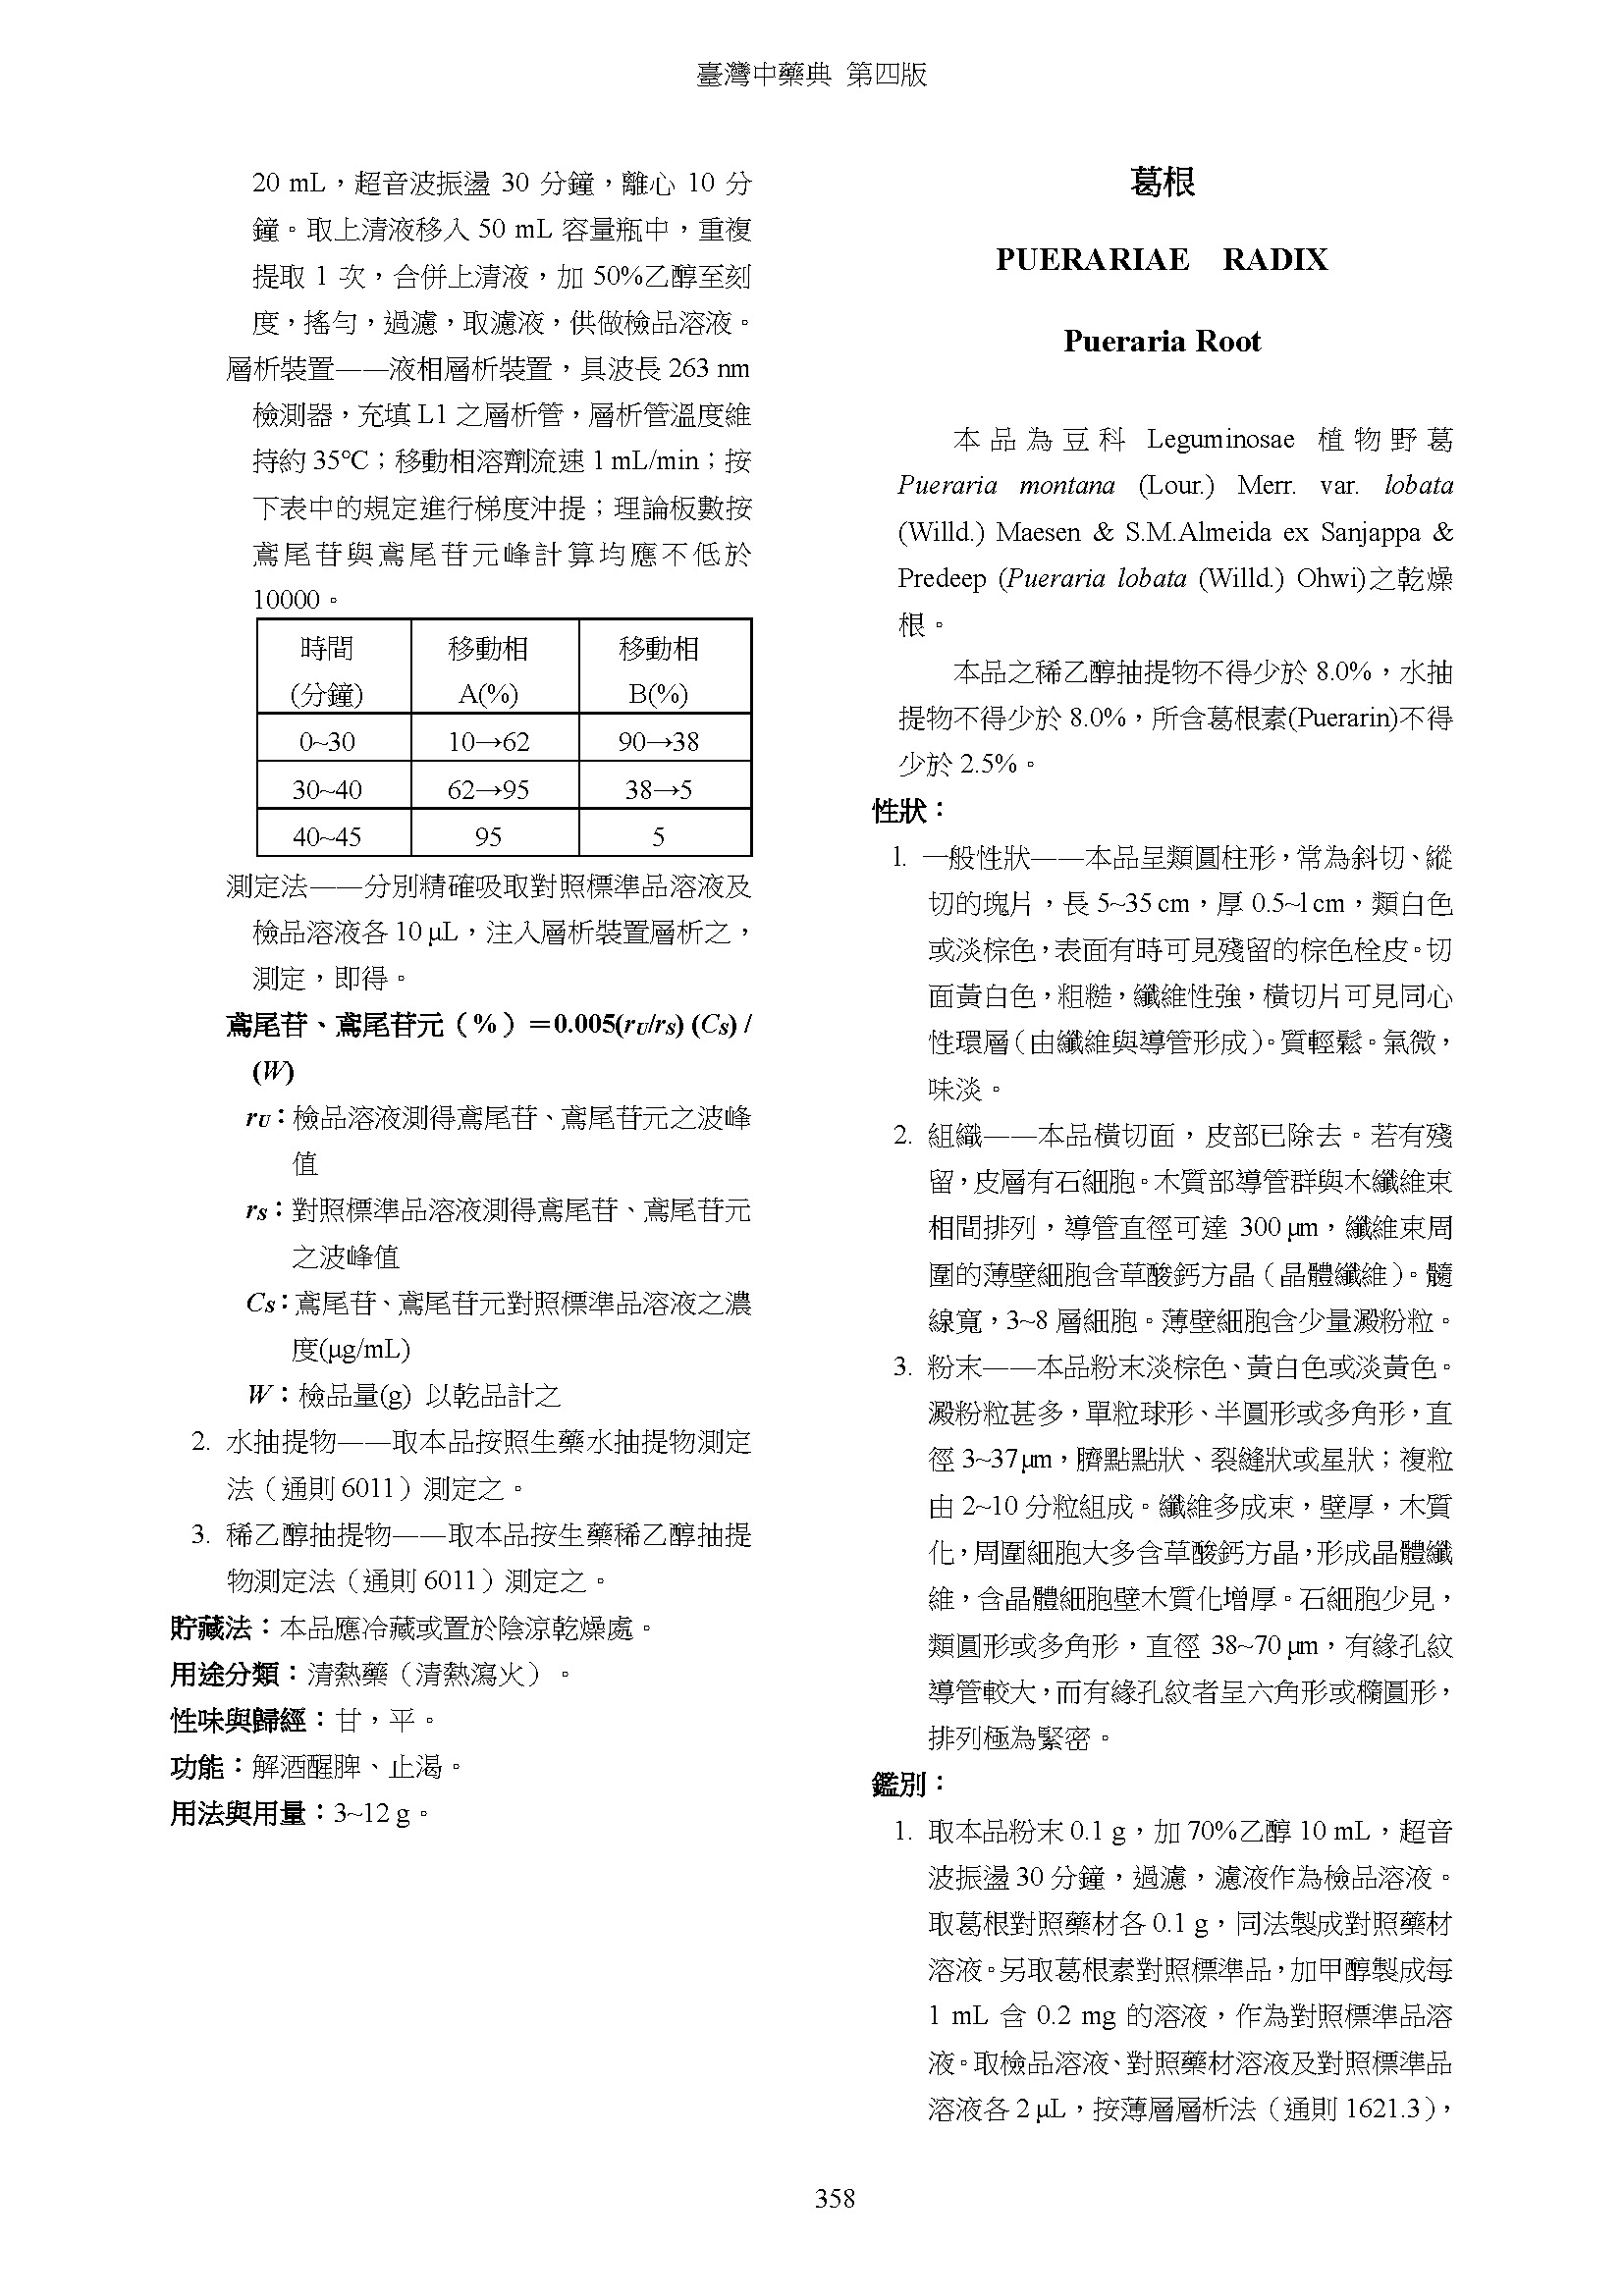 臺灣中藥典 第四版
20 mL，超音波振盪 30 分鐘，離心 10 分
鐘。取上清液移入 50 mL 容量瓶中，重複
提取 1 次，合併上清液，加 50%乙醇至刻
度，搖勻，過濾，取濾液，供做檢品溶液。
層析裝置——液相層析裝置，具波長 263 nm
檢測器，充填 L1 之層析管，層析管溫度維
持約 35℃；移動相溶劑流速 1 mL/min；按
下表中的規定進行梯度沖提；理論板數按
鳶尾苷與鳶尾苷元峰計算均應不低於
10000。
時間 移動相 移動相
(分鐘) A(%) B(%)
0~30 10→62 90→38
30~40 62→95 38→5
40~45 95 5
測定法——分別精確吸取對照標準品溶液及
檢品溶液各 10 μL，注入層析裝置層析之，
測定，即得。
鳶尾苷、鳶尾苷元（%）＝0.005(rU/rS) (CS) /
(W)
rU：檢品溶液測得鳶尾苷、鳶尾苷元之波峰
值
rS：對照標準品溶液測得鳶尾苷、鳶尾苷元
之波峰值
CS：鳶尾苷、鳶尾苷元對照標準品溶液之濃
度(μg/mL)
W：檢品量(g) 以乾品計之
2. 水抽提物——取本品按照生藥水抽提物測定
法（通則 6011）測定之。
3. 稀乙醇抽提物——取本品按生藥稀乙醇抽提
物測定法（通則 6011）測定之。
貯藏法：本品應冷藏或置於陰涼乾燥處。
用途分類：清熱藥（清熱瀉火）。
性味與歸經：甘，平。
功能：解酒醒脾、止渴。
用法與用量：3~12 g。
葛根
PUERARIAE RADIX
Pueraria Root
本品為豆科 Leguminosae 植物野葛
Pueraria montana (Lour.) Merr. var. lobata
(Willd.) Maesen & S.M.Almeida ex Sanjappa &
Predeep (Pueraria lobata (Willd.) Ohwi)之乾燥
根。
本品之稀乙醇抽提物不得少於 8.0%，水抽
提物不得少於 8.0%，所含葛根素(Puerarin)不得
少於 2.5%。
性狀：
1. 一般性狀——本品呈類圓柱形，常為斜切、縱
切的塊片，長 5~35 cm，厚 0.5~1 cm，類白色
或淡棕色，表面有時可見殘留的棕色栓皮。切
面黃白色，粗糙，纖維性強，橫切片可見同心
性環層（由纖維與導管形成）。質輕鬆。氣微，
味淡。
2. 組織——本品橫切面，皮部已除去。若有殘
留，皮層有石細胞。木質部導管群與木纖維束
相間排列，導管直徑可達 300 μm，纖維束周
圍的薄壁細胞含草酸鈣方晶（晶體纖維）。髓
線寬，3~8 層細胞。薄壁細胞含少量澱粉粒。
3. 粉末——本品粉末淡棕色、黃白色或淡黃色。
澱粉粒甚多，單粒球形、半圓形或多角形，直
徑 3~37 μm，臍點點狀、裂縫狀或星狀；複粒
由 2~10 分粒組成。纖維多成束，壁厚，木質
化，周圍細胞大多含草酸鈣方晶，形成晶體纖
維，含晶體細胞壁木質化增厚。石細胞少見，
類圓形或多角形，直徑 38~70 μm，有緣孔紋
導管較大，而有緣孔紋者呈六角形或橢圓形，
排列極為緊密。
鑑別：
1. 取本品粉末 0.1 g，加 70%乙醇 10 mL，超音
波振盪 30 分鐘，過濾，濾液作為檢品溶液。
取葛根對照藥材各 0.1 g，同法製成對照藥材
溶液。另取葛根素對照標準品，加甲醇製成每
1 mL 含 0.2 mg 的溶液，作為對照標準品溶
液。取檢品溶液、對照藥材溶液及對照標準品
溶液各 2 μL，按薄層層析法（通則 1621.3），
358